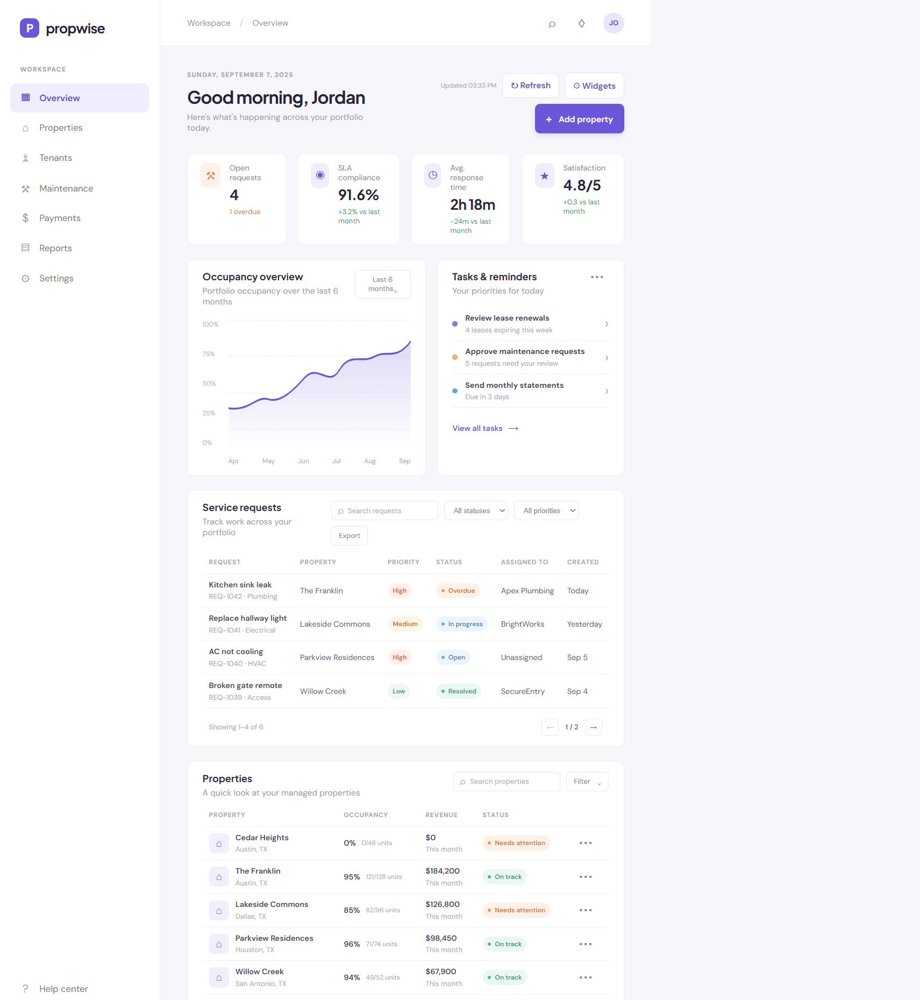 P propwise
WORKSPACE
Overview
Properties
Tenants
Maintenance
$ Payments
Reports
Settings
? Help center
Workspace / Overview
JO
SUNDAY, SEPTEMBER 7, 2025
Good morning, Jordan
Here's what's happening across your portfolio
today.
Updated 03:33 PM
↻ Refresh
⚙ Widgets
+ Add property
Open
requests
4
1 overdue
SLA
compliance
91.6%
+3.2% vs last
month
Avg.
response
time
2h 18m
-24m vs last
month
Satisfaction
4.8/5
+0.3 vs last
month
Occupancy overview
Portfolio occupancy over the last 6
months
Last 6
months
100%
75%
50%
25%
0%
Apr May Jun Jul Aug Sep
Tasks & reminders
•••
Your priorities for today
Review lease renewals
4 leases expiring this week
Approve maintenance requests
5 requests need your review
Send monthly statements
Due in 3 days
View all tasks →
Service requests
Track work across your
portfolio
Search requests
All statuses
All priorities
Export
REQUEST PROPERTY PRIORITY STATUS ASSIGNED TO CREATED
Kitchen sink leak
REQ-1042 · Plumbing
The Franklin High Overdue Apex Plumbing Today
Replace hallway light
REQ-1041 · Electrical
Lakeside Commons Medium In progress BrightWorks Yesterday
AC not cooling
REQ-1040 · HVAC
Parkview Residences High Open Unassigned Sep 5
Broken gate remote
REQ-1039 · Access
Willow Creek Low Resolved SecureEntry Sep 4
Showing 1-4 of 6
← 1 / 2 →
Properties
A quick look at your managed properties
Search properties
Filter
PROPERTY OCCUPANCY REVENUE STATUS
Cedar Heights
Austin, TX
0% 0/48 units
$0
This month
Needs attention •••
The Franklin
Austin, TX
95% 121/128 units
$184,200
This month
On track •••
Lakeside Commons
Dallas, TX
85% 82/96 units
$126,800
This month
Needs attention •••
Parkview Residences
Houston, TX
96% 71/74 units
$98,450
This month
On track •••
Willow Creek
San Antonio, TX
94% 49/52 units
$67,900
This month
On track •••